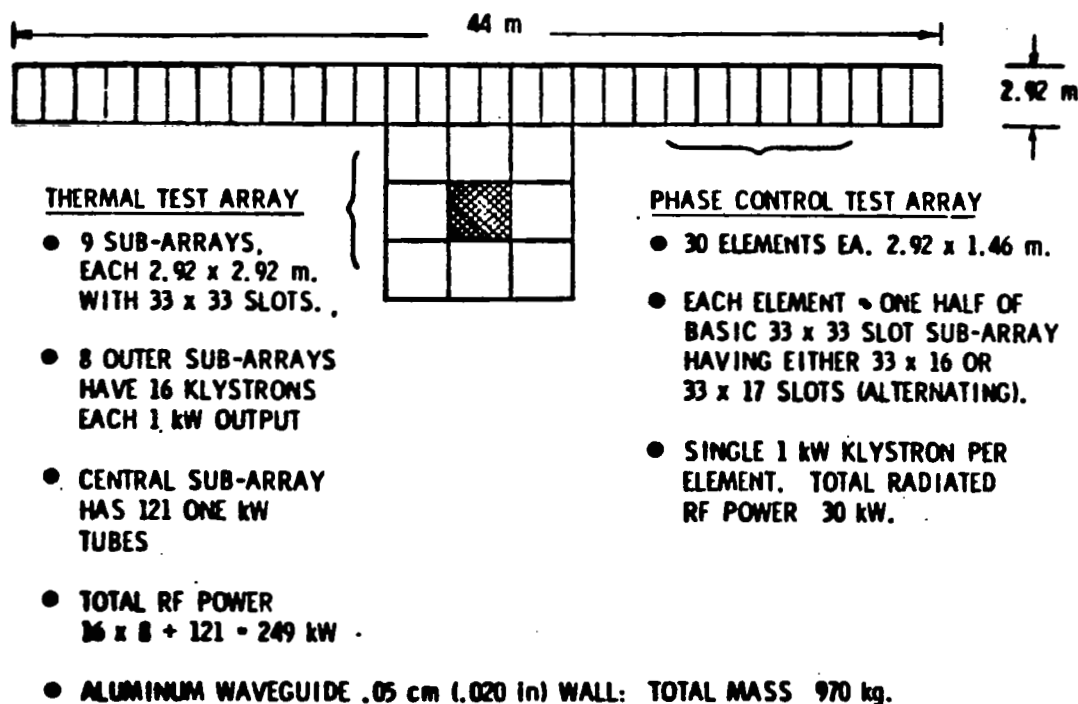 44 m
2.92 m
THERMAL TEST ARRAY
● 9 SUB-ARRAYS,
EACH 2.92 x 2.92 m.
WITH 33 x 33 SLOTS.
● 8 OUTER SUB-ARRAYS
HAVE 16 KLYSTRONS
EACH 1 kW OUTPUT
● CENTRAL SUB-ARRAY
HAS 121 ONE kW
TUBES
● TOTAL RF POWER
16 x 8 + 121 = 249 kW
● ALUMINUM WAVEGUIDE .05 cm (.020 in) WALL: TOTAL MASS 970 kg.
PHASE CONTROL TEST ARRAY
● 30 ELEMENTS EA. 2.92 x 1.46 m.
● EACH ELEMENT ~ ONE HALF OF
BASIC 33 x 33 SLOT SUB-ARRAY
HAVING EITHER 33 x 16 OR
33 x 17 SLOTS (ALTERNATING).
● SINGLE 1 kW KLYSTRON PER
ELEMENT. TOTAL RADIATED
RF POWER 30 kW.